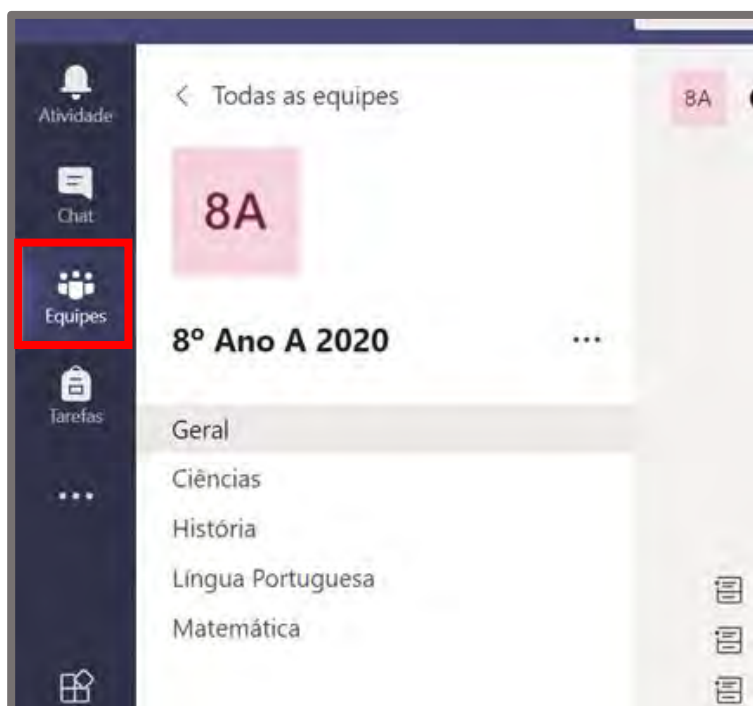 Atividade
Chat
Equipes
Tarefas
Todas as equipes
8A
8º Ano A 2020
Geral
Ciências
História
Língua Portuguesa
Matemática
8A